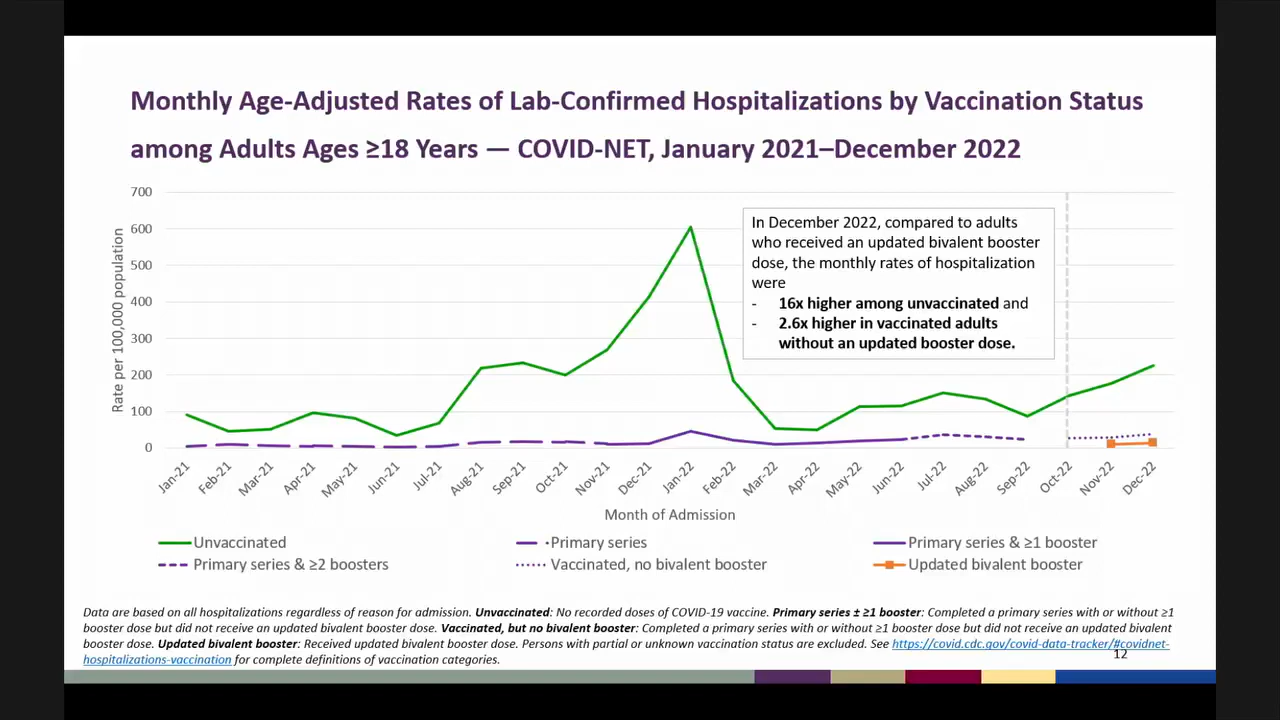 Monthly Age-Adjusted Rates of Lab-Confirmed Hospitalizations by Vaccination Status
among Adults Ages ≥18 Years — COVID-NET, January 2021–December 2022
700
600
500
400
300
200
100
0
Rate per 100,000 population
In December 2022, compared to adults
who received an updated bivalent booster
dose, the monthly rates of hospitalization
were
- 16x higher among unvaccinated and
- 2.6x higher in vaccinated adults
without an updated booster dose.
Jan-21 Feb-21 Mar-21 Apr-21 May-21 Jun-21 Jul-21 Aug-21 Sep-21 Oct-21 Nov-21 Dec-21 Jan-22 Feb-22 Mar-22 Apr-22 May-22 Jun-22 Jul-22 Aug-22 Sep-22 Oct-22 Nov-22 Dec-22
Month of Admission
Unvaccinated Primary series Primary series & ≥1 booster
Primary series & ≥2 boosters Vaccinated, no bivalent booster Updated bivalent booster
Data are based on all hospitalizations regardless of reason for admission. Unvaccinated: No recorded doses of COVID-19 vaccine. Primary series ± ≥1 booster: Completed a primary series with or without ≥1
booster dose but did not receive an updated bivalent booster dose. Vaccinated, but no bivalent booster: Completed a primary series with or without ≥1 booster dose but did not receive an updated bivalent
booster dose. Updated bivalent booster: Received updated bivalent booster dose. Persons with partial or unknown vaccination status are excluded. See https://covid.cdc.gov/covid-data-tracker/#covidnet-
hospitalizations-vaccination for complete definitions of vaccination categories.
12